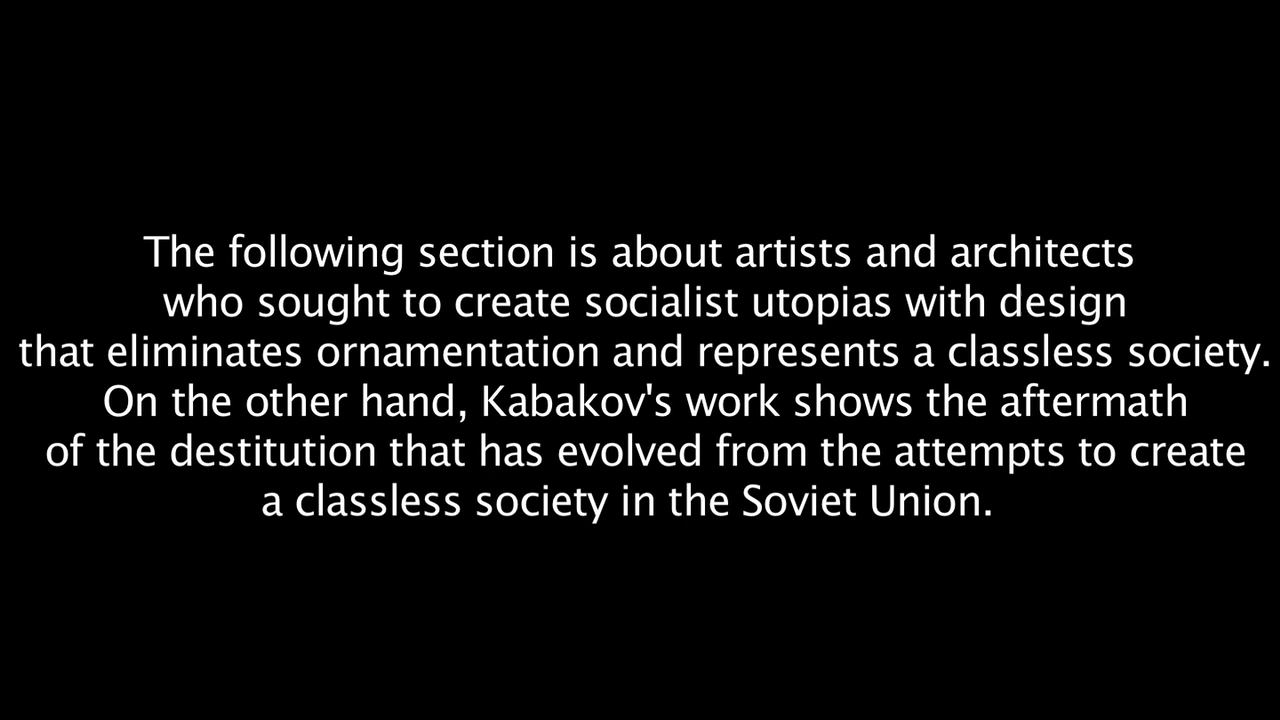 The following section is about artists and architects
who sought to create socialist utopias with design
that eliminates ornamentation and represents a classless society.
On the other hand, Kabakov's work shows the aftermath
of the destitution that has evolved from the attempts to create
a classless society in the Soviet Union.